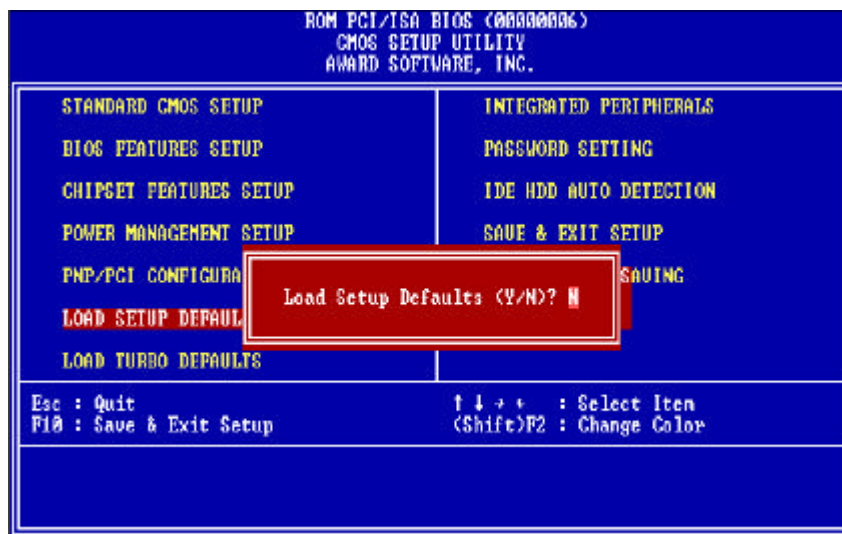 ROM PCI/ISA BIOS (00000006)
CMOS SETUP UTILITY
AWARD SOFTWARE, INC.
STANDARD CMOS SETUP
BIOS FEATURES SETUP
CHIPSET FEATURES SETUP
POWER MANAGEMENT SETUP
PNP/PCI CONFIGURA
LOAD SETUP DEFAUL
LOAD TURBO DEFAULTS
INTEGRATED PERIPHERALS
PASSWORD SETTING
IDE HDD AUTO DETECTION
SAVE & EXIT SETUP
SAVING
Load Setup Defaults (Y/N)? N
Esc : Quit
F10 : Save & Exit Setup
↑ ↓ → ← : Select Item
(Shift)F2 : Change Color